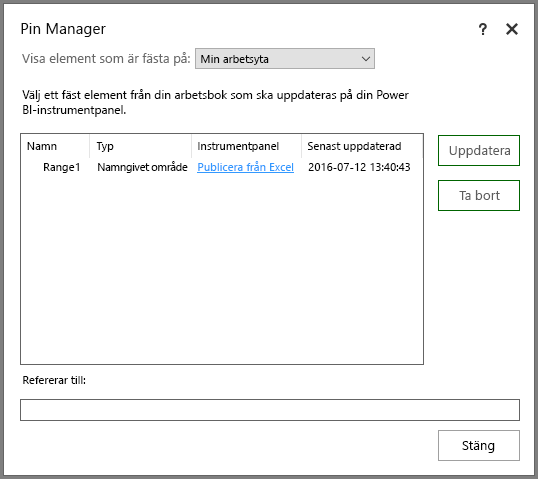 Pin Manager
?
Visa element som är fästa på: Min arbetsyta
Välj ett fäst element från din arbetsbok som ska uppdateras på din Power
BI-instrumentpanel.
Namn Typ Instrumentpanel Senast uppdaterad
Range1 Namngivet område Publicera från Excel 2016-07-12 13:40:43
Uppdatera
Ta bort
Refererar till:
Stäng